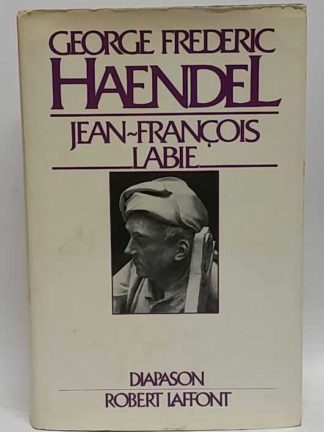 GEORGE FREDERIC
HAENDEL
JEAN~FRANÇOIS
LABIE
DIAPASON
ROBERT LAFFONT